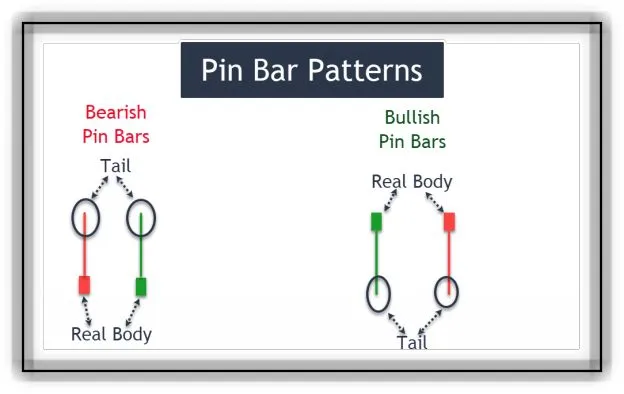 Pin Bar Patterns
Bearish
Pin Bars
Tail
Real Body
Bullish
Pin Bars
Real Body
Tail